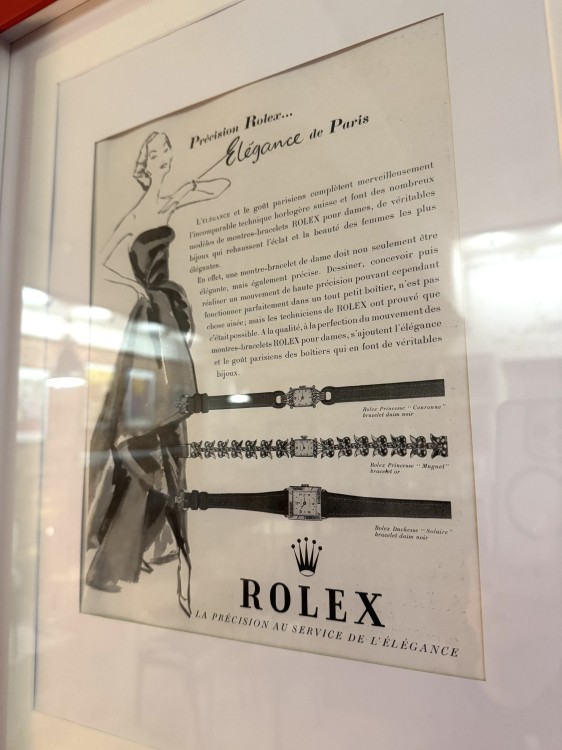 Précision Rolex...
Élégance de Paris
L'ÉLÉGANCE et le goût parisiens complètent merveilleusement
l'incomparable technique horlogère suisse et font des nombreux
modèles de montres-bracelets ROLEX pour dames, de véritables
bijoux qui rehaussent l'éclat et la beauté des femmes les plus
élégantes.
En effet, une montre-bracelet de dame doit non seulement être
élégante, mais également précise. Dessiner, concevoir puis
réaliser un mouvement de haute précision pouvant cependant
fonctionner parfaitement dans un tout petit boîtier, n'est pas
chose aisée; mais les techniciens de ROLEX ont prouvé que
c'était possible. A la qualité, à la perfection du mouvement des
montres-bracelets ROLEX pour dames, s'ajoutent l'élégance
et le goût parisiens des boîtiers qui en font de véritables
bijoux.
Rolex Princesse "Couronne"
bracelet daim noir
Rolex Princesse "Muguet"
bracelet or
Rolex Duchesse "Solaire"
bracelet daim noir
ROLEX
LA PRÉCISION AU SERVICE DE L'ÉLÉGANCE